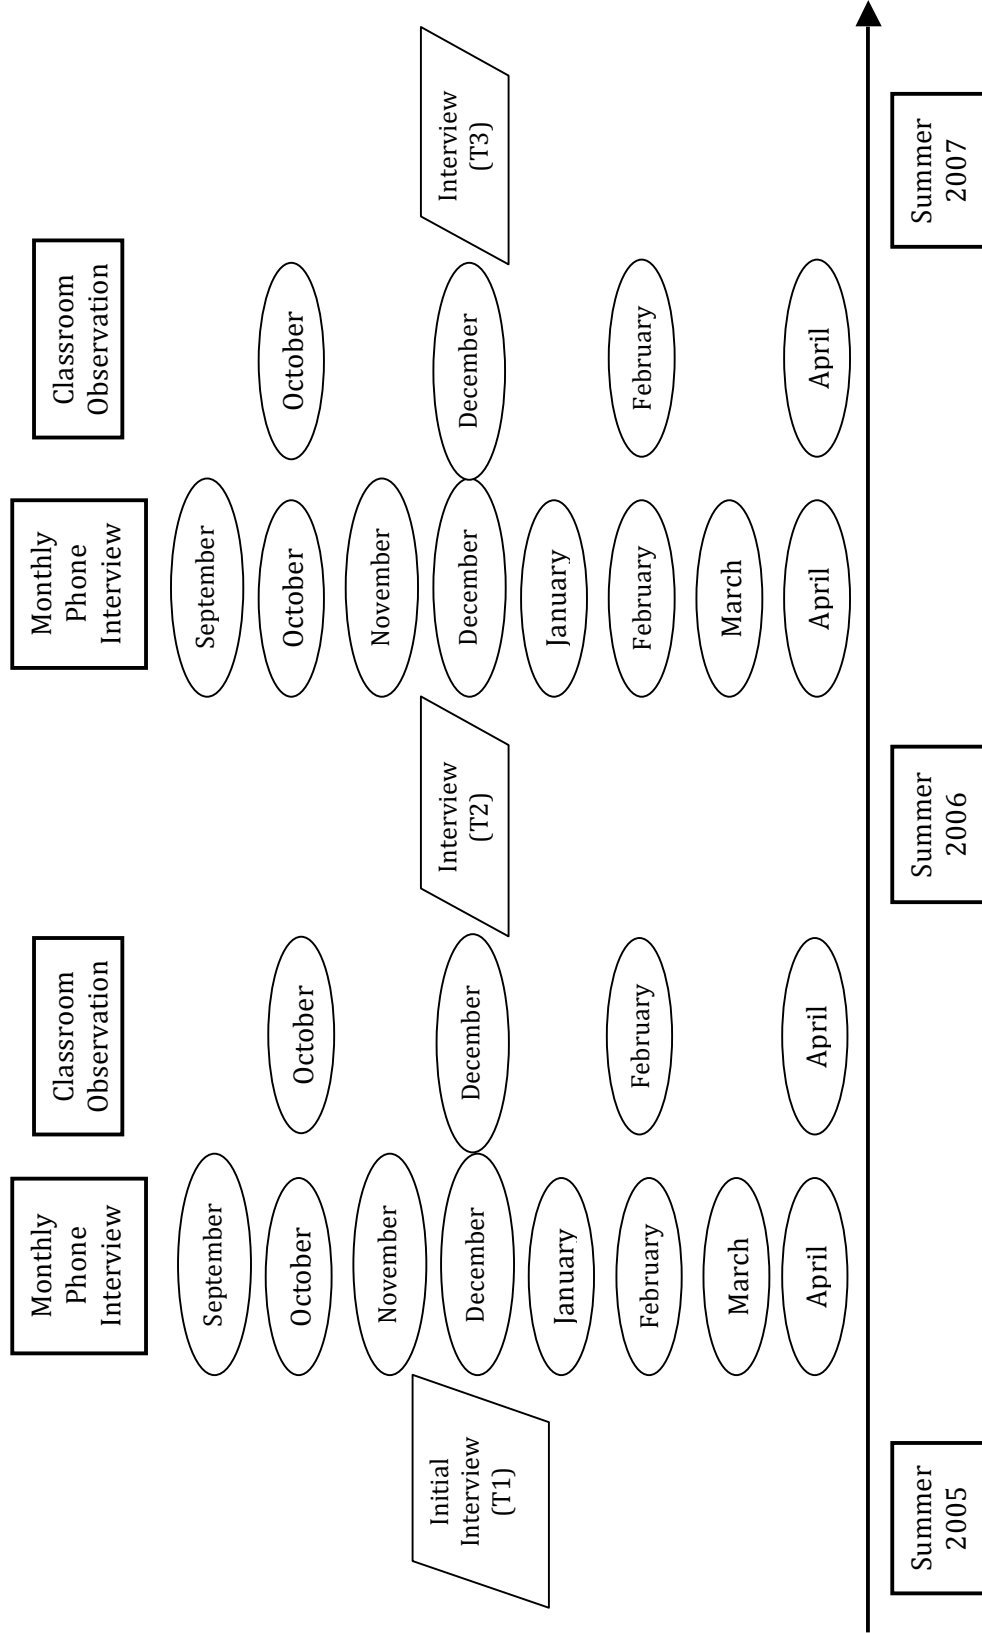 Monthly
Phone
Interview
Classroom
Observation
Monthly
Phone
Interview
Classroom
Observation
September
October
November
December
January
February
March
April
October
December
February
April
September
October
November
December
January
February
March
April
October
December
February
April
Initial
Interview
(T1)
Interview
(T2)
Interview
(T3)
Summer
2005
Summer
2006
Summer
2007